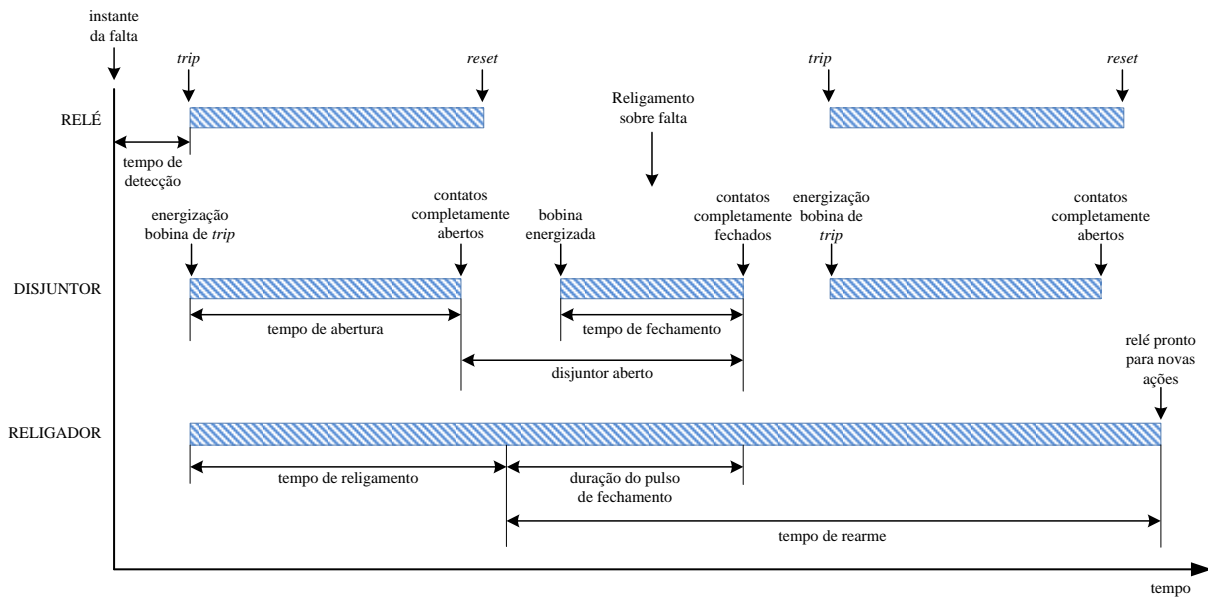 instante
da falta
trip
reset
trip
reset
RELÉ
Religamento
sobre falta
tempo de
detecção
energização
bobina de trip
contatos
completamente
abertos
bobina
energizada
contatos
completamente
fechados
energização
bobina de
trip
contatos
completamente
abertos
DISJUNTOR
tempo de abertura
tempo de fechamento
disjuntor aberto
relé pronto
para novas
ações
RELIGADOR
tempo de religamento
duração do pulso
de fechamento
tempo de rearme
tempo